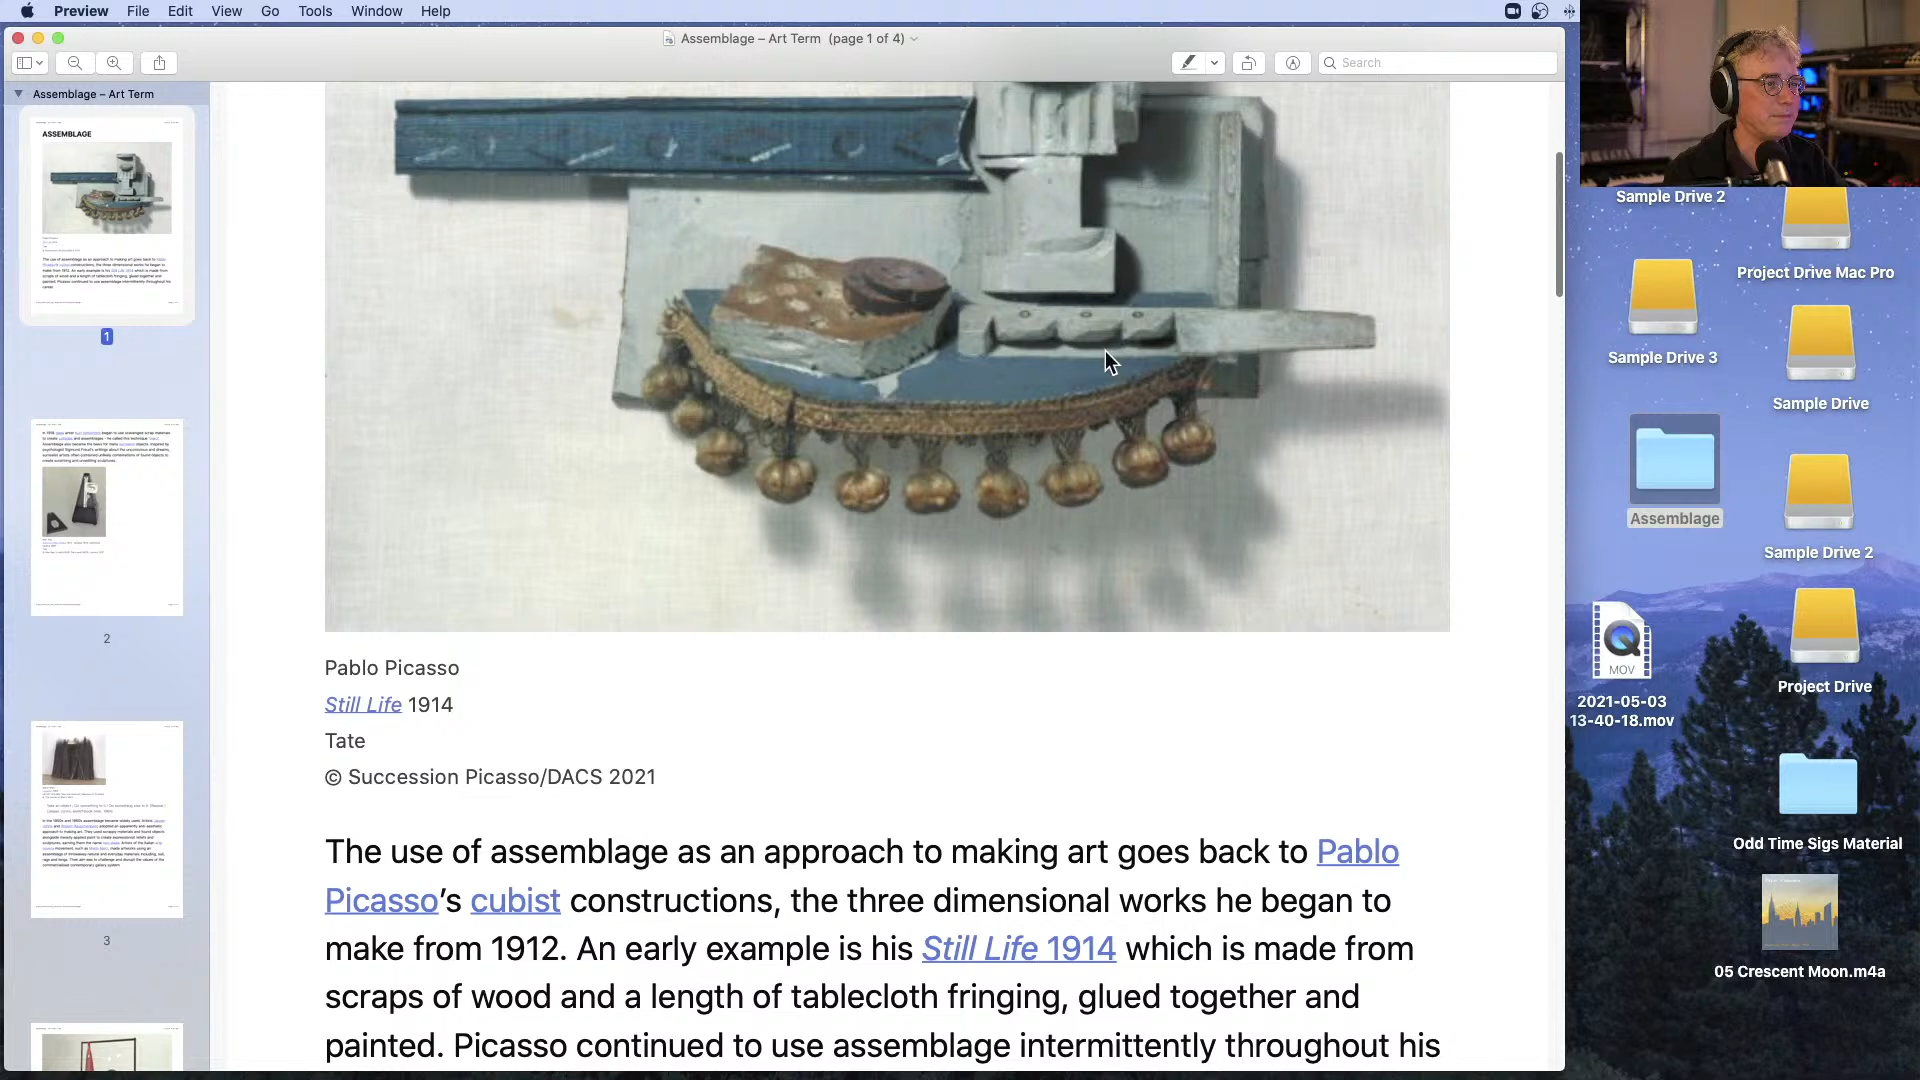 Preview File Edit View Go Tools Window Help
Assemblage – Art Term (page 1 of 4)
Search
Assemblage – Art Term
ASSEMBLAGE
1
2
3
Pablo Picasso
Still Life 1914
Tate
© Succession Picasso/DACS 2021
The use of assemblage as an approach to making art goes back to Pablo
Picasso’s cubist constructions, the three dimensional works he began to
make from 1912. An early example is his Still Life 1914 which is made from
scraps of wood and a length of tablecloth fringing, glued together and
painted. Picasso continued to use assemblage intermittently throughout his
Sample Drive 2
Project Drive Mac Pro
Sample Drive 3
Sample Drive
Assemblage
Sample Drive 2
MOV
2021-05-03
13-40-18.mov
Project Drive
Odd Time Sigs Material
05 Crescent Moon.m4a